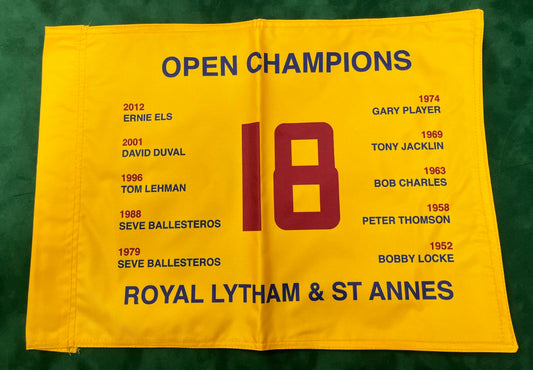 OPEN CHAMPIONS
2012
ERNIE ELS
2001
DAVID DUVAL
1996
TOM LEHMAN
1988
SEVE BALLESTEROS
1979
SEVE BALLESTEROS
18
1974
GARY PLAYER
1969
TONY JACKLIN
1963
BOB CHARLES
1958
PETER THOMSON
1952
BOBBY LOCKE
ROYAL LYTHAM & ST ANNES